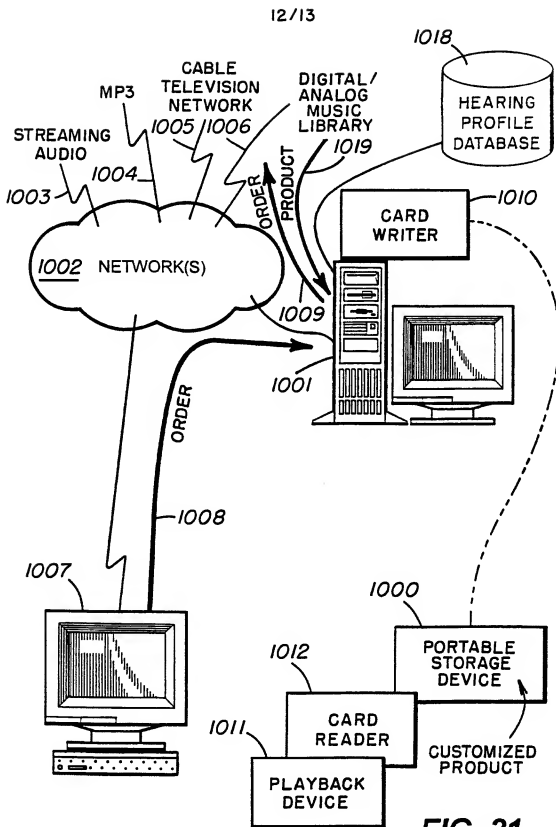 12/13
1018
CABLE
TELEVISION
NETWORK
DIGITAL/
ANALOG
MUSIC
LIBRARY
MP3
HEARING
PROFILE
DATABASE
STREAMING
AUDIO
1003
1004
1005
1006
1019
ORDER
PRODUCT
1010
CARD
WRITER
1002
NETWORK(S)
1009
1001
ORDER
1008
1007
1000
PORTABLE
STORAGE
DEVICE
1012
CARD
READER
CUSTOMIZED
PRODUCT
1011
PLAYBACK
DEVICE
FIG. 21